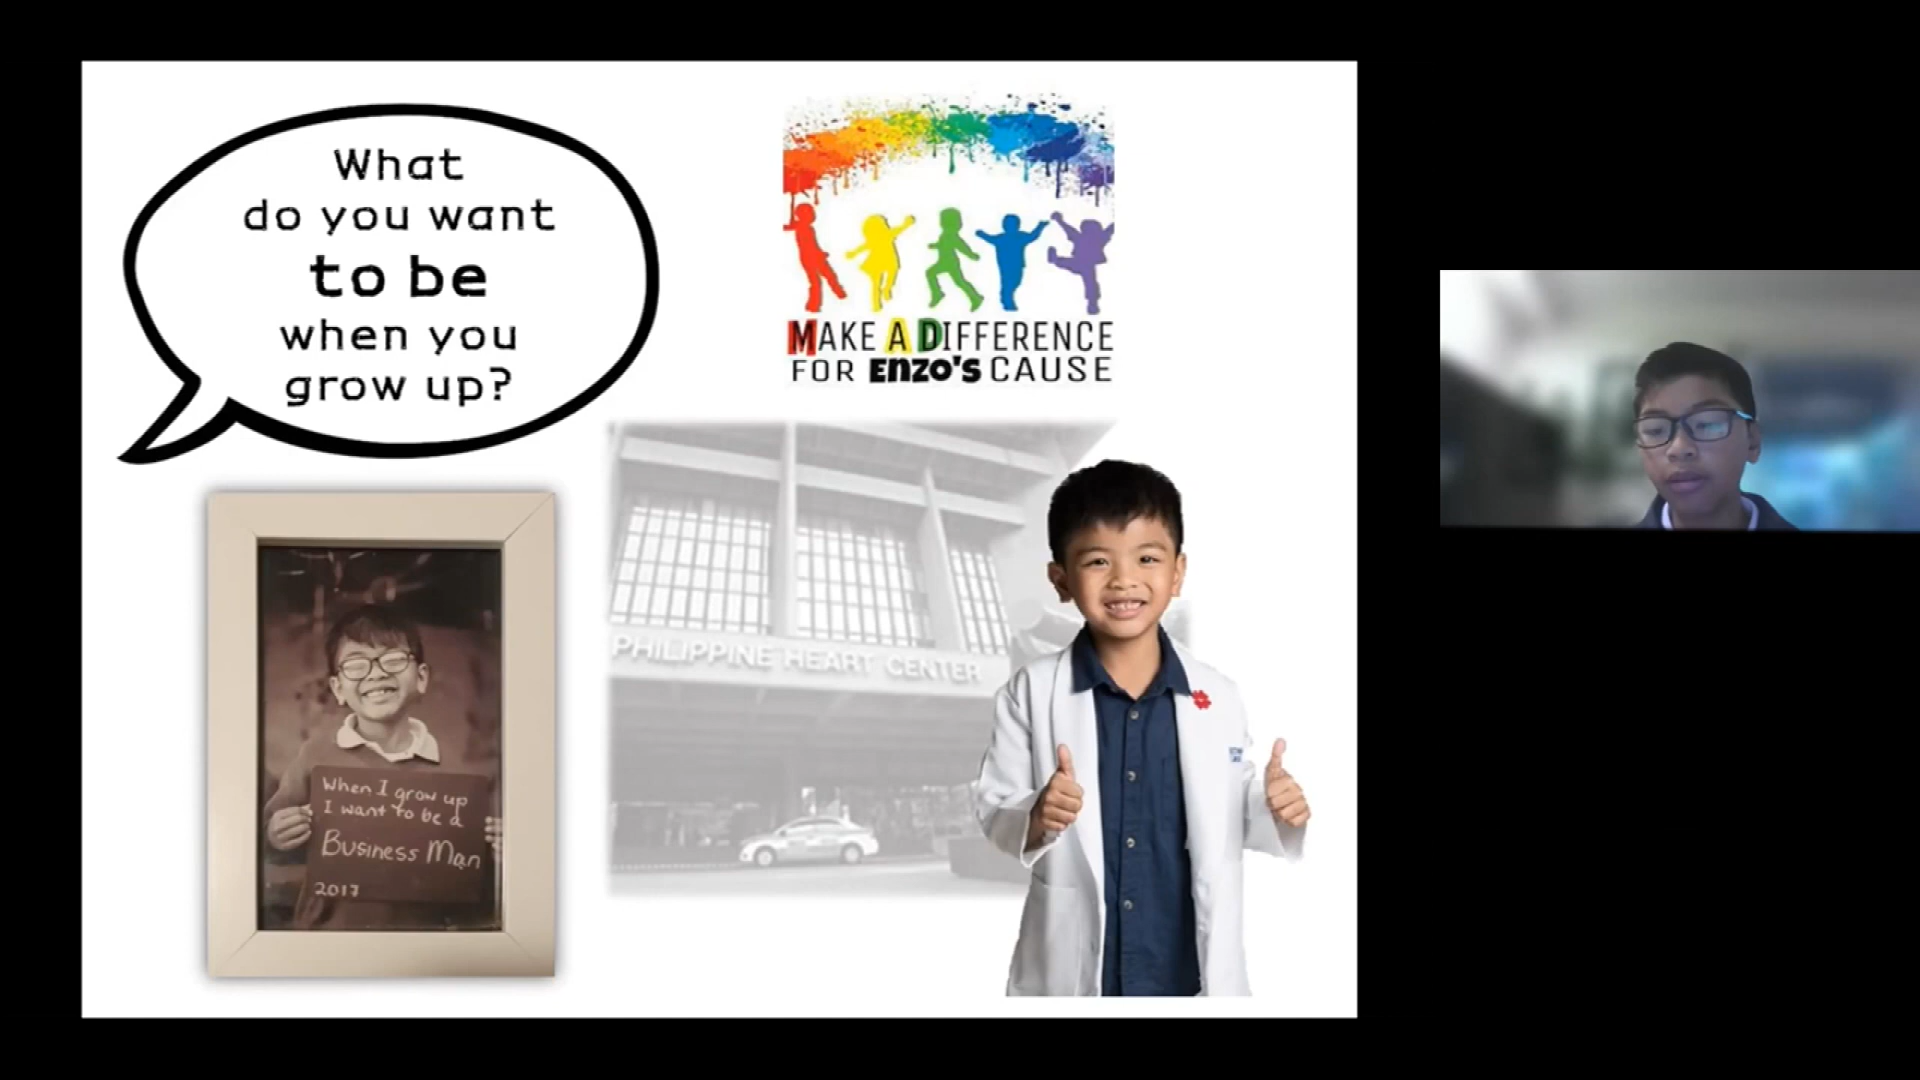 What
do you want
to be
when you
grow up?
MAKE A DIFFERENCE
FOR Enzo's CAUSE
PHILIPPINE HEART CENTER
When I grow up
I want to be a
Business Man
2017